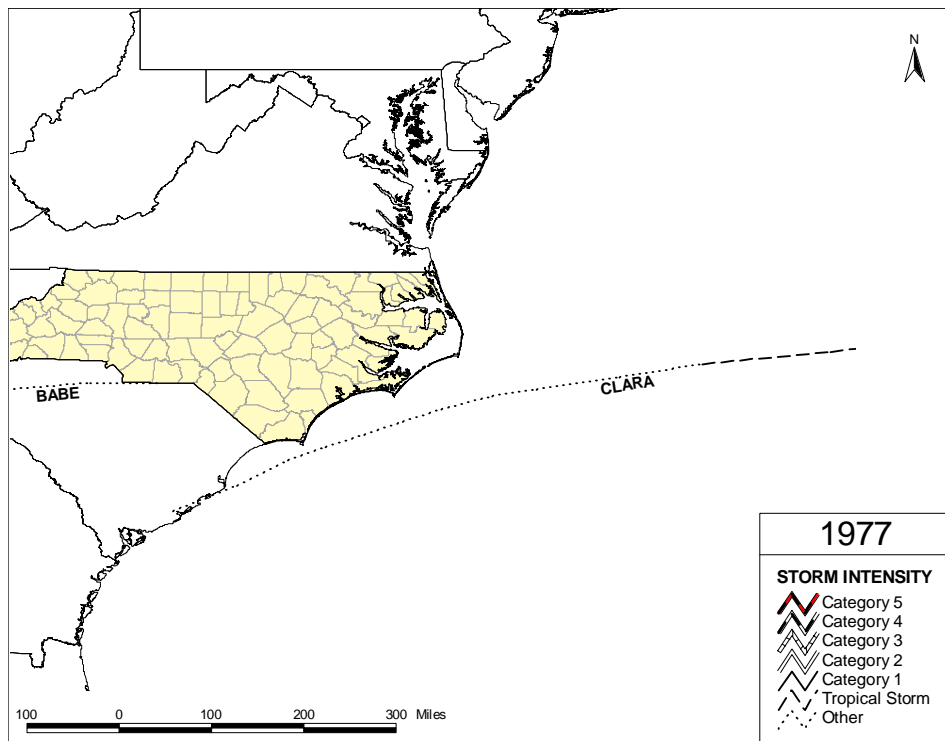 N
BABE
CLARA
1977
STORM INTENSITY
Category 5
Category 4
Category 3
Category 2
Category 1
Tropical Storm
Other
100 0 100 200 300 Miles